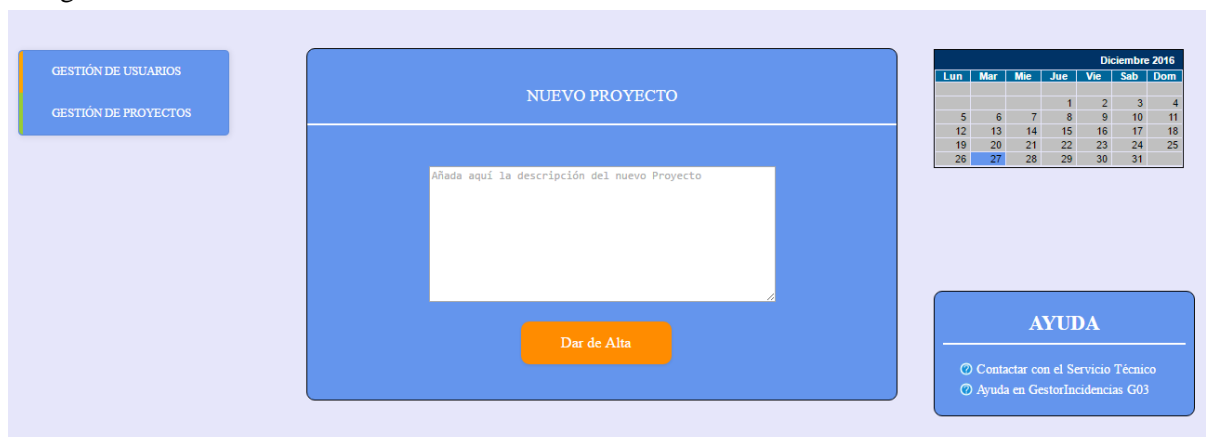 GESTIÓN DE USUARIOS
GESTIÓN DE PROYECTOS
NUEVO PROYECTO
Añada aquí la descripción del nuevo Proyecto
Dar de Alta
Diciembre 2016
Lun Mar Mie Jue Vie Sab Dom
1 2 3 4
5 6 7 8 9 10 11
12 13 14 15 16 17 18
19 20 21 22 23 24 25
26 27 28 29 30 31
AYUDA
Contactar con el Servicio Técnico
Ayuda en GestorIncidencias G03